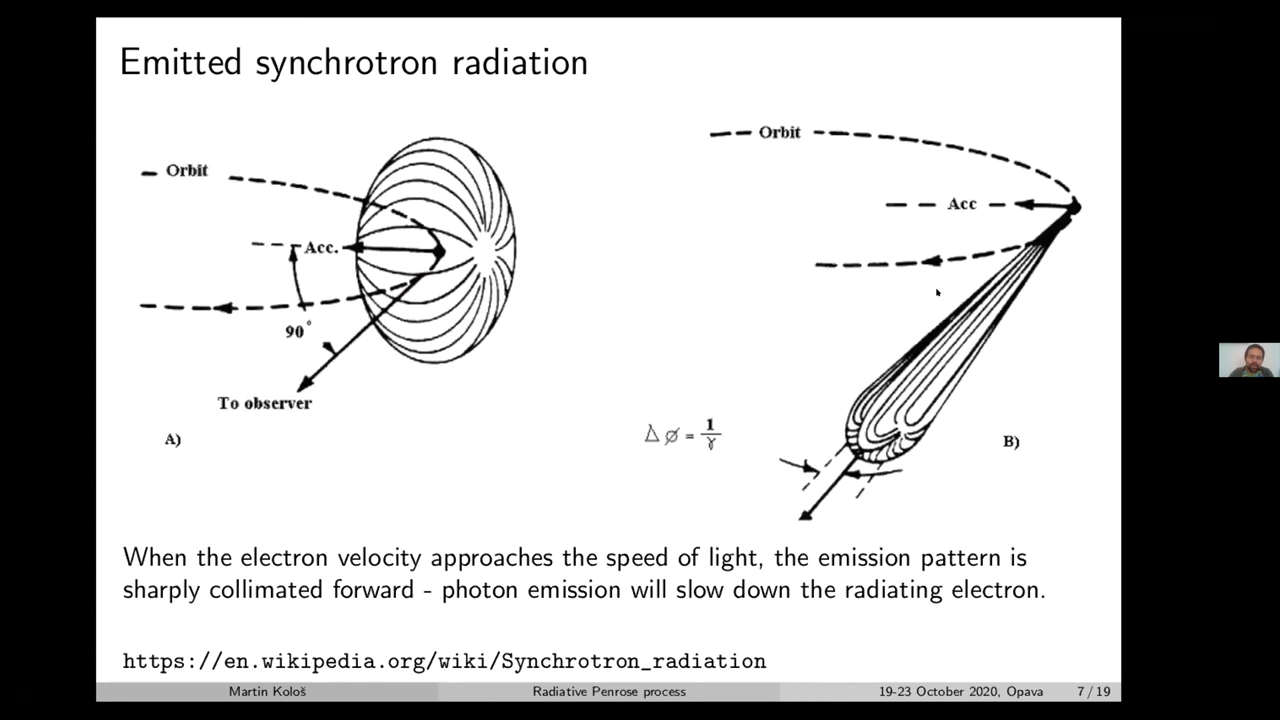 Emitted synchrotron radiation
Orbit
Acc.
90°
To observer
A)
Orbit
Acc
Δ ø = 1/γ
B)
When the electron velocity approaches the speed of light, the emission pattern is
sharply collimated forward - photon emission will slow down the radiating electron.
https://en.wikipedia.org/wiki/Synchrotron_radiation
Martin Kološ Radiative Penrose process 19-23 October 2020, Opava 7 / 19